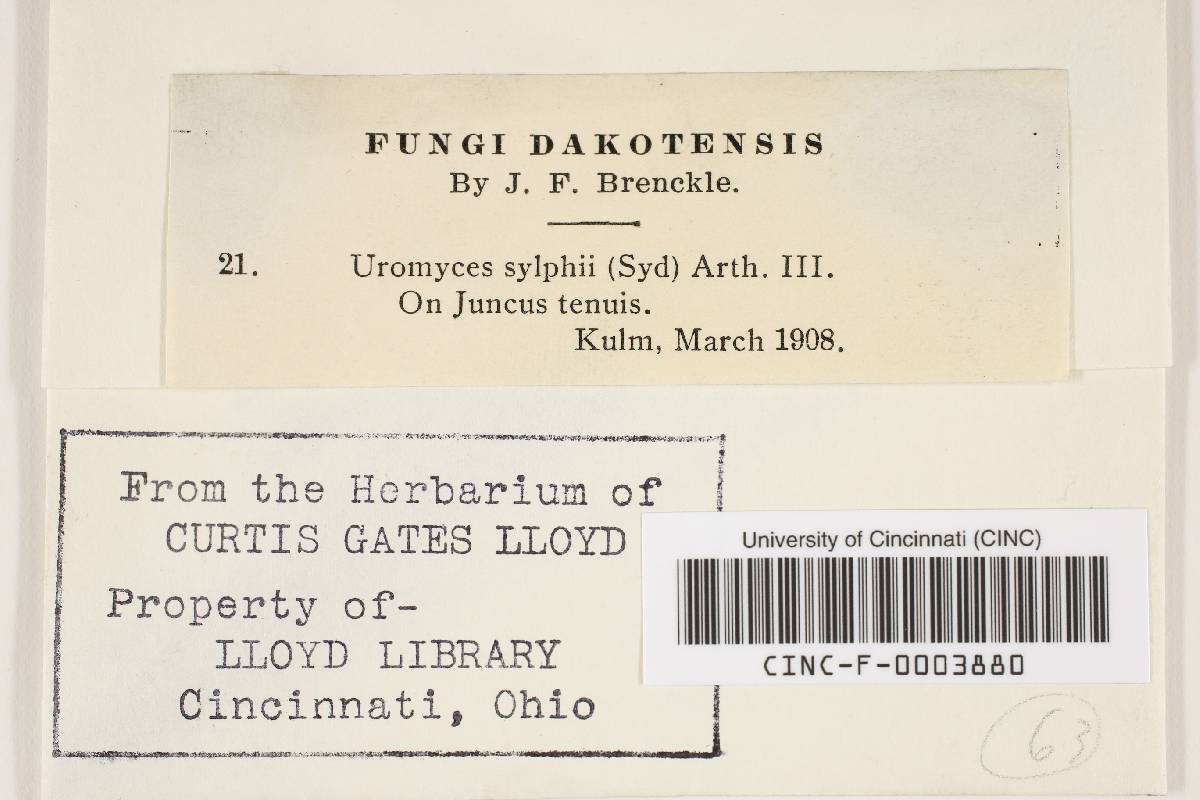 FUNGI DAKOTENSIS
By J. F. Brenckle.
21. Uromyces sylphii (Syd) Arth. III.
On Juncus tenuis.
Kulm, March 1908.
From the Herbarium of
CURTIS GATES LLOYD
Property of-
LLOYD LIBRARY
Cincinnati, Ohio
University of Cincinnati (CINC)
CINC-F-0003880
63